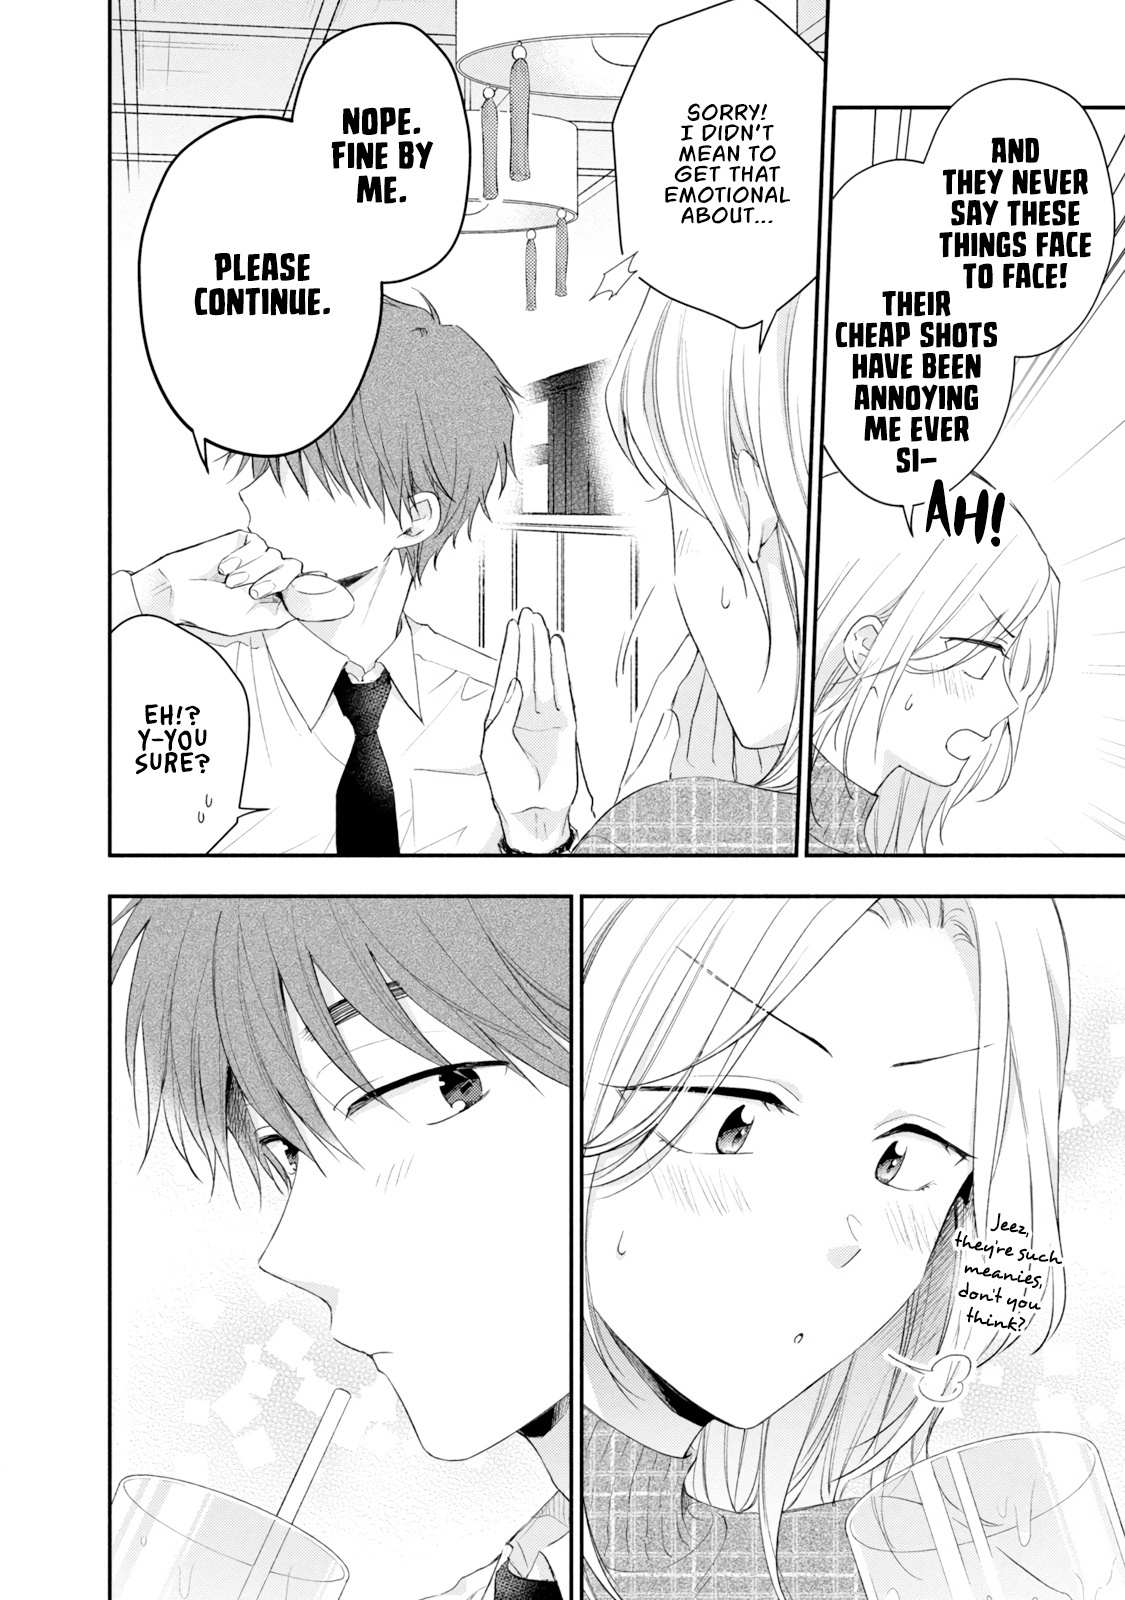 AND
THEY NEVER
SAY THESE
THINGS FACE
TO FACE!
THEIR
CHEAP SHOTS
HAVE BEEN
ANNOYING
ME EVER
SI-
AH!
SORRY!
I DIDN'T
MEAN TO
GET THAT
EMOTIONAL
ABOUT...
NOPE.
FINE BY
ME.
PLEASE
CONTINUE.
EH!?
Y-YOU
SURE?
Jeez,
they're such
meanies,
don't you
think?